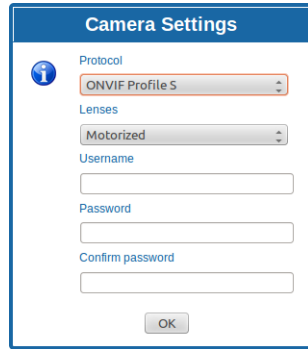 Camera Settings
Protocol
ONVIF Profile S
Lenses
Motorized
Username
Password
Confirm password
OK